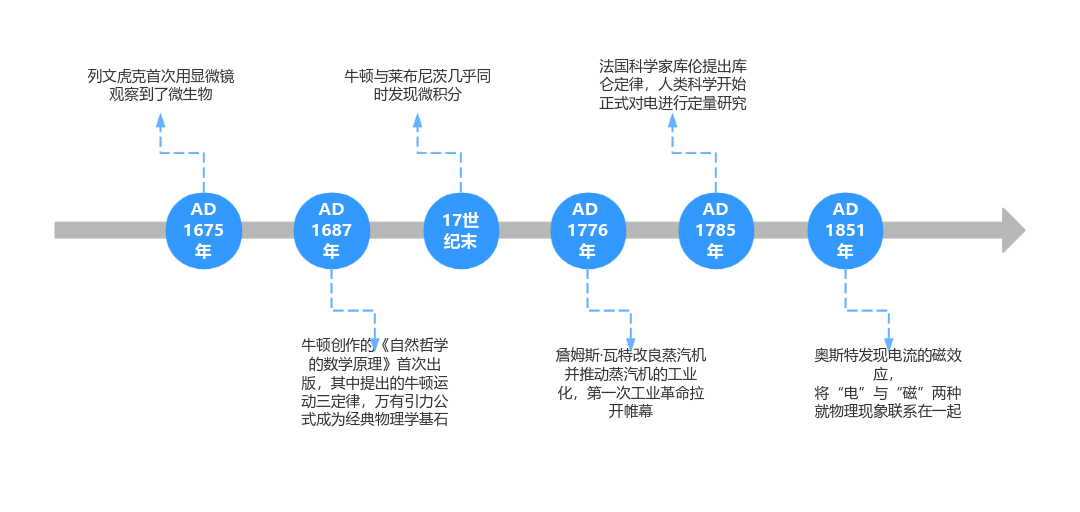 列文虎克首次用显微镜
观察到了微生物
牛顿与莱布尼茨几乎同
时发现微积分
法国科学家库伦提出库
仑定律，人类科学开始
正式对电进行定量研究
AD
1675
年
AD
1687
年
17世
纪末
AD
1776
年
AD
1785
年
AD
1851
年
牛顿创作的《自然哲学
的数学原理》首次出
版，其中提出的牛顿运
动三定律，万有引力公
式成为经典物理学基石
詹姆斯·瓦特改良蒸汽机
并推动蒸汽机的工业
化，第一次工业革命拉
开帷幕
奥斯特发现电流的磁效
应，
将“电”与“磁”两种
就物理现象联系在一起